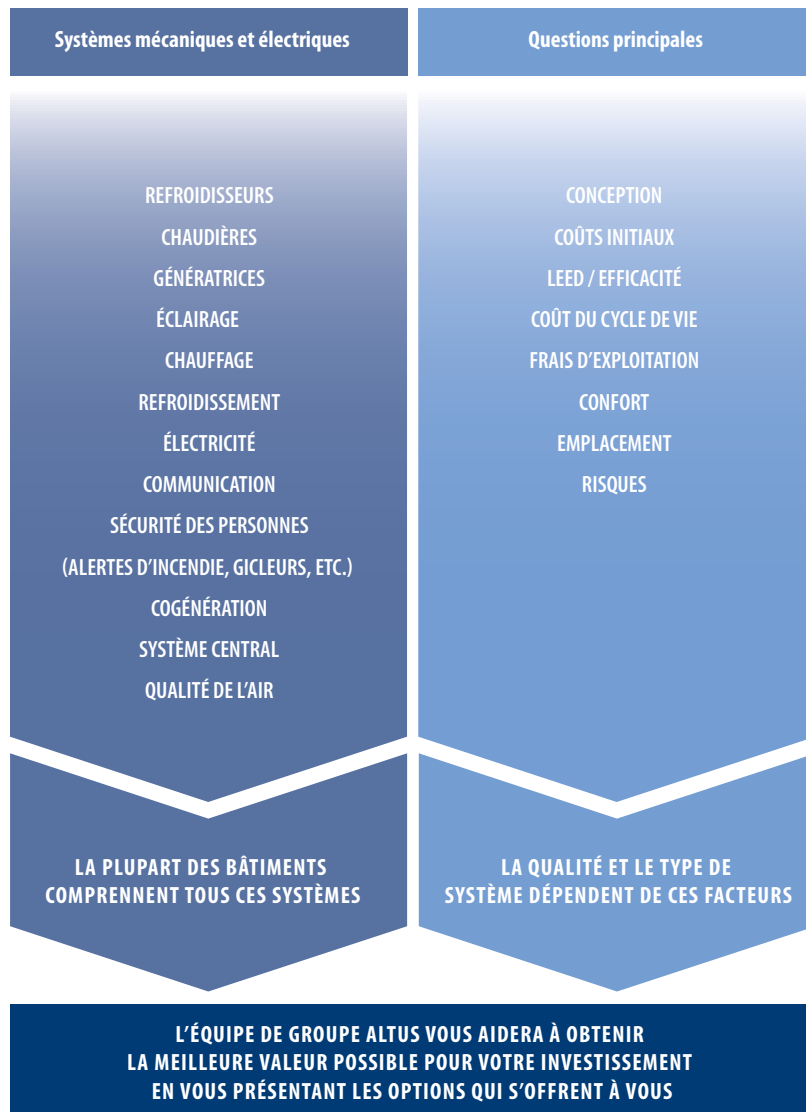 Systèmes mécaniques et électriques
REFROIDISSEURS
CHAUDIÈRES
GÉNÉRATRICES
ÉCLAIRAGE
CHAUFFAGE
REFROIDISSEMENT
ÉLECTRICITÉ
COMMUNICATION
SÉCURITÉ DES PERSONNES
(ALERTES D'INCENDIE, GICLEURS, ETC.)
COGÉNÉRATION
SYSTÈME CENTRAL
QUALITÉ DE L'AIR
LA PLUPART DES BÂTIMENTS
COMPRENNENT TOUS CES SYSTÈMES
Questions principales
CONCEPTION
COÛTS INITIAUX
LEED / EFFICACITÉ
COÛT DU CYCLE DE VIE
FRAIS D'EXPLOITATION
CONFORT
EMPLACEMENT
RISQUES
LA QUALITÉ ET LE TYPE DE
SYSTÈME DÉPENDENT DE CES FACTEURS
L'ÉQUIPE DE GROUPE ALTUS VOUS AIDERA À OBTENIR
LA MEILLEURE VALEUR POSSIBLE POUR VOTRE INVESTISSEMENT
EN VOUS PRÉSENTANT LES OPTIONS QUI S'OFFRENT À VOUS